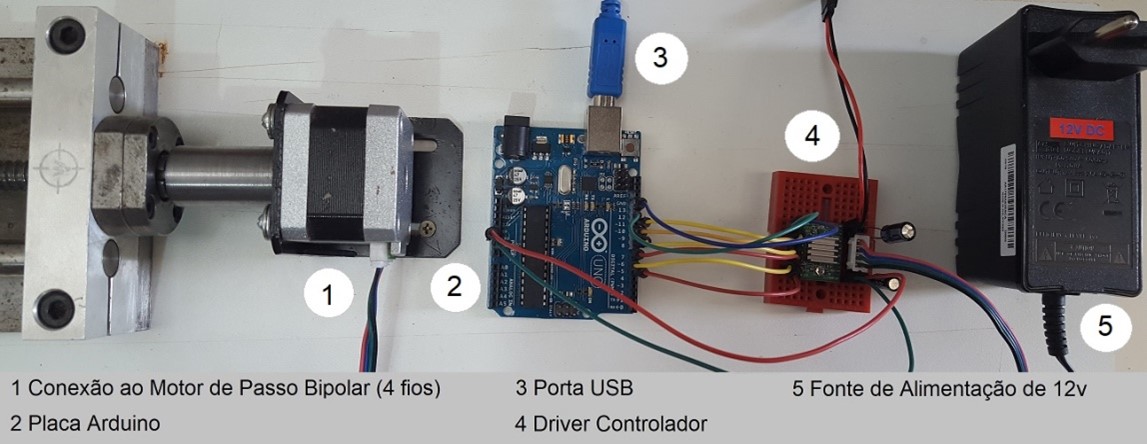 3
4
12V DC
ARDUINO
UNO
1
2
5
1 Conexão ao Motor de Passo Bipolar (4 fios)
3 Porta USB
5 Fonte de Alimentação de 12v
2 Placa Arduino
4 Driver Controlador